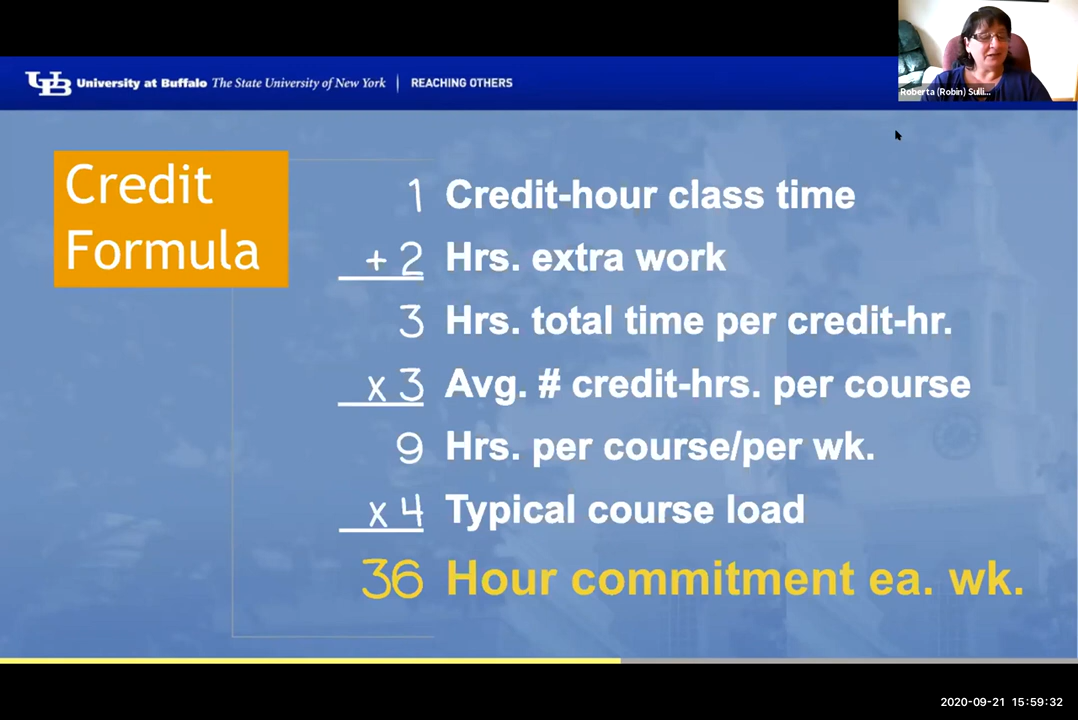 UB University at Buffalo The State University of New York | REACHING OTHERS
Roberta (Robin) Sulli...
Credit
Formula
1 Credit-hour class time
+ 2 Hrs. extra work
3 Hrs. total time per credit-hr.
x 3 Avg. # credit-hrs. per course
9 Hrs. per course/per wk.
x 4 Typical course load
36 Hour commitment ea. wk.
2020-09-21 15:59:32